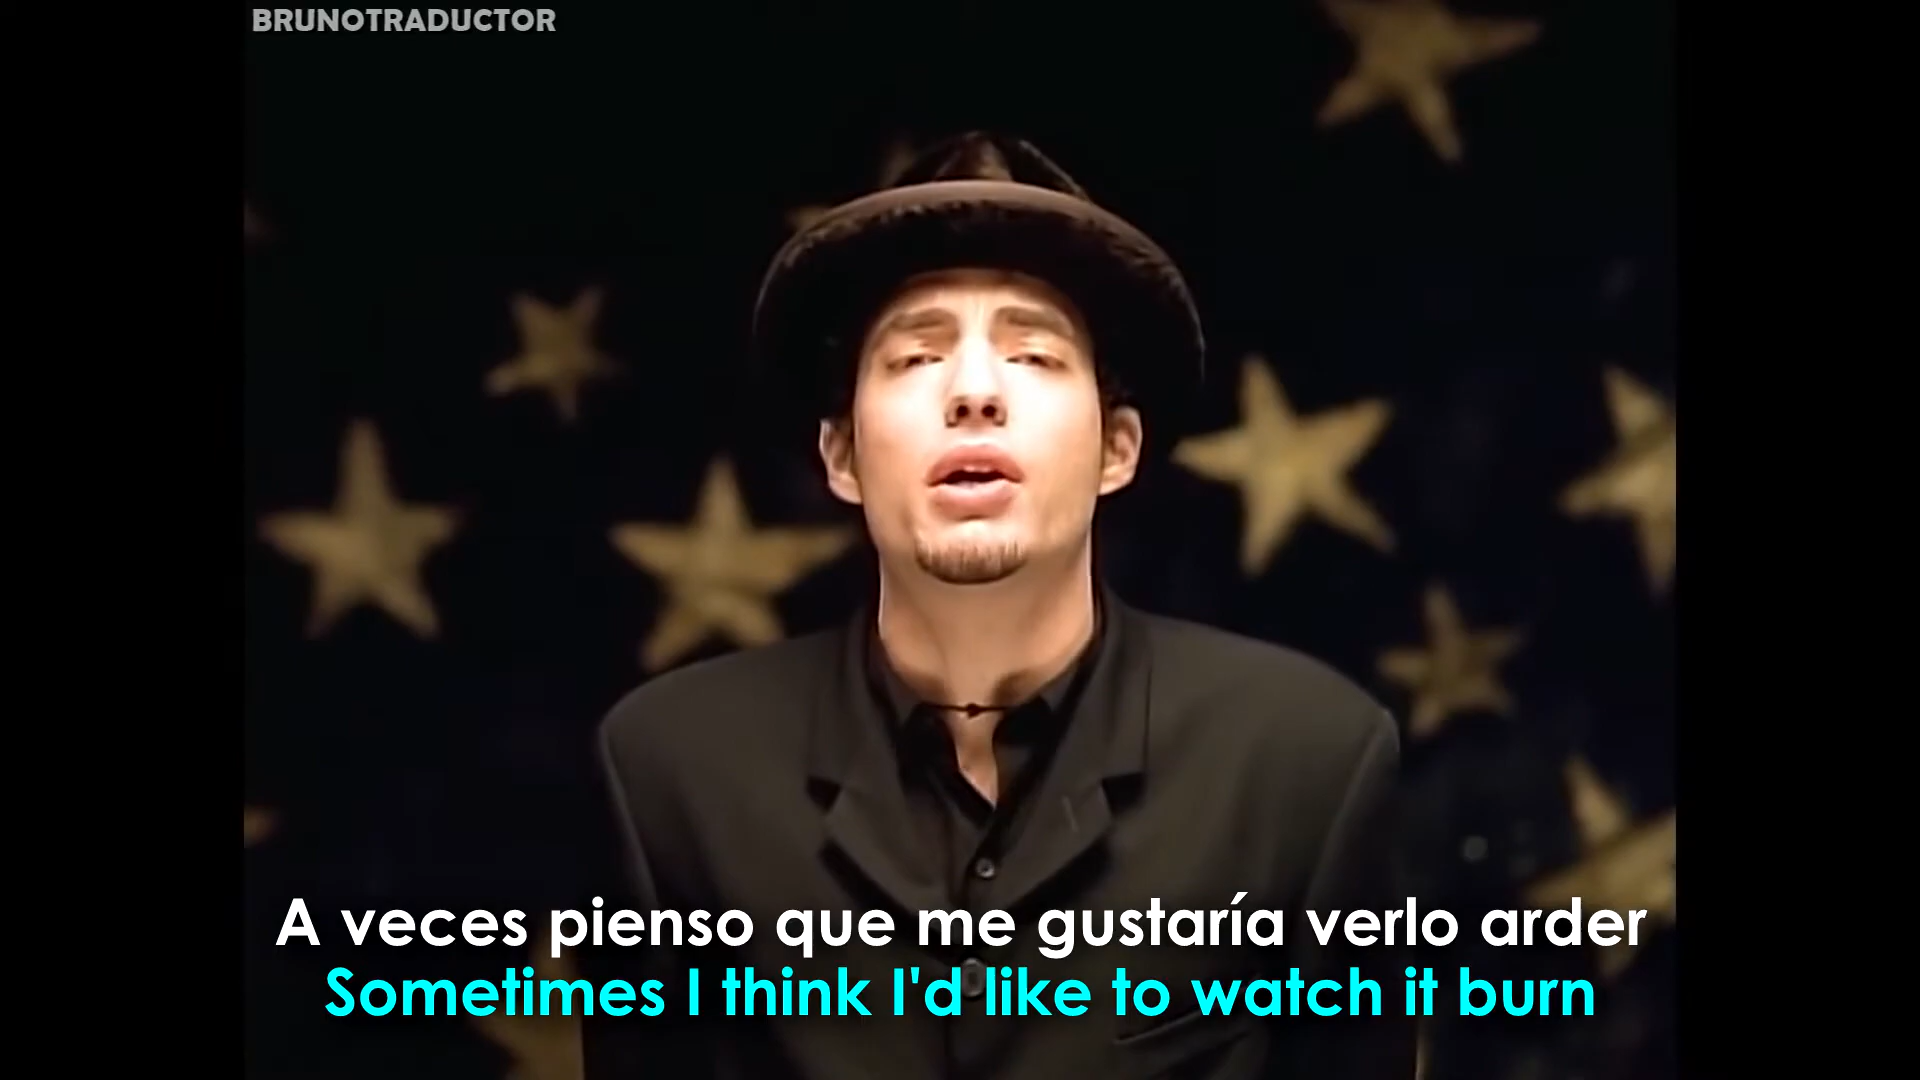 BRUNOTRADUCTOR
A veces pienso que me gustaría verlo arder
Sometimes I think I'd like to watch it burn